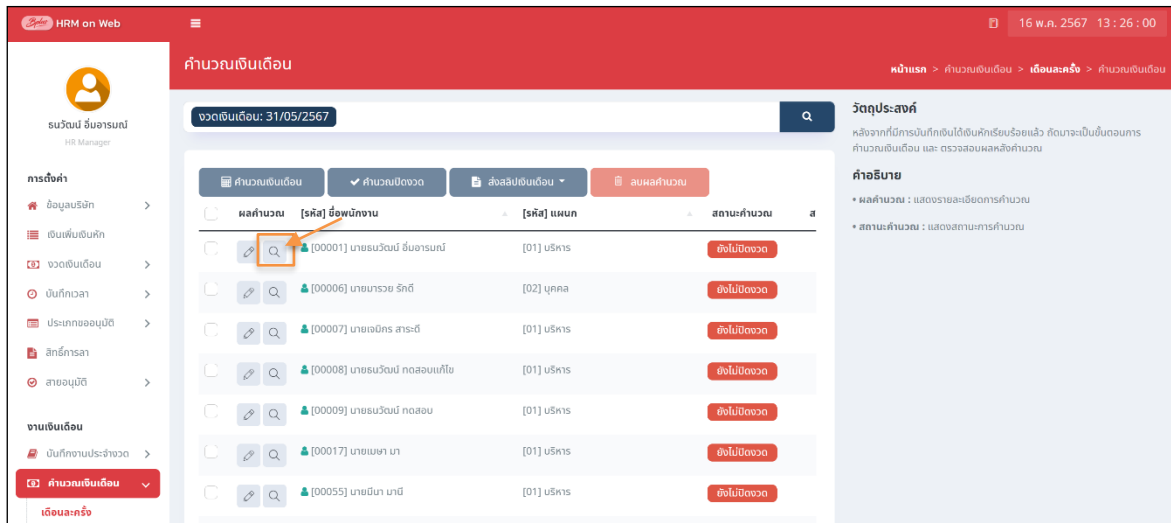 Bplus HRM on Web
16 พ.ค. 2567 13 : 26 : 00
คำนวณเงินเดือน
หน้าแรก > คำนวณเงินเดือน > เดือนละครั้ง > คำนวณเงินเดือน
ธนวัฒน์ อิ่มอารมณ์
HR Manager
การตั้งค่า
ข้อมูลบริษัท
เงินเพิ่มเงินหัก
งวดเงินเดือน
บันทึกเวลา
ประเภทขออนุมัติ
สิทธิ์การลา
สายอนุมัติ
งานเงินเดือน
บันทึกงานประจำงวด
คำนวณเงินเดือน
เดือนละครั้ง
งวดเงินเดือน: 31/05/2567
คำนวณเงินเดือน คำนวณปิดงวด ส่งสลิปเงินเดือน ลบผลคำนวณ
ผลคำนวณ [รหัส] ชื่อพนักงาน [รหัส] แผนก สถานะคำนวณ ส
[00001] นายธนวัฒน์ อิ่มอารมณ์ [01] บริหาร ยังไม่ปิดงวด
[00006] นายมารวย รักดี [02] บุคคล ยังไม่ปิดงวด
[00007] นายเจมิกร สาระดี [01] บริหาร ยังไม่ปิดงวด
[00008] นายธนวัฒน์ ทดสอบแก้ไข [01] บริหาร ยังไม่ปิดงวด
[00009] นายธนวัฒน์ ทดสอบ [01] บริหาร ยังไม่ปิดงวด
[00017] นายเมษา มา [01] บริหาร ยังไม่ปิดงวด
[00055] นายมีนา มานี [01] บริหาร ยังไม่ปิดงวด
วัตถุประสงค์
หลังจากที่มีการบันทึกเงินได้เงินหักเรียบร้อยแล้ว ถัดมาจะเป็นขั้นตอนการ
คำนวณเงินเดือน และ ตรวจสอบผลหลังคำนวณ
คำอธิบาย
• ผลคำนวณ : แสดงรายละเอียดการคำนวณ
• สถานะคำนวณ : แสดงสถานะการคำนวณ